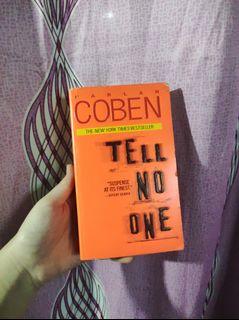 HARLAN
COBEN
THE NEW YORK TIMES BESTSELLER
TELL
NO
ONE
"SUSPENSE
AT ITS FINEST."